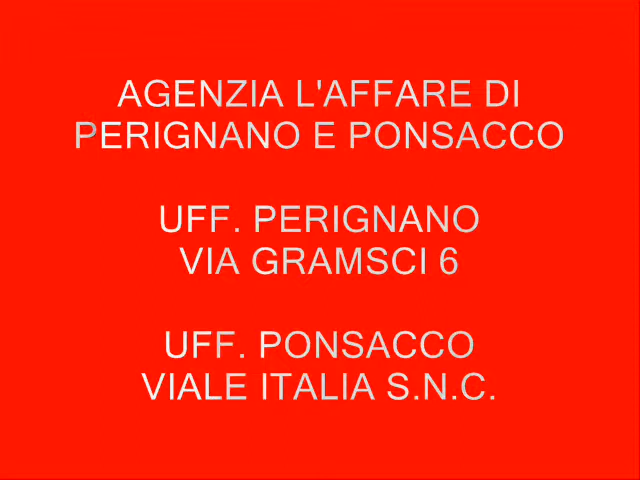 AGENZIA L'AFFARE DI
PERIGNANO E PONSACCO
UFF. PERIGNANO
VIA GRAMSCI 6
UFF. PONSACCO
VIALE ITALIA S.N.C.